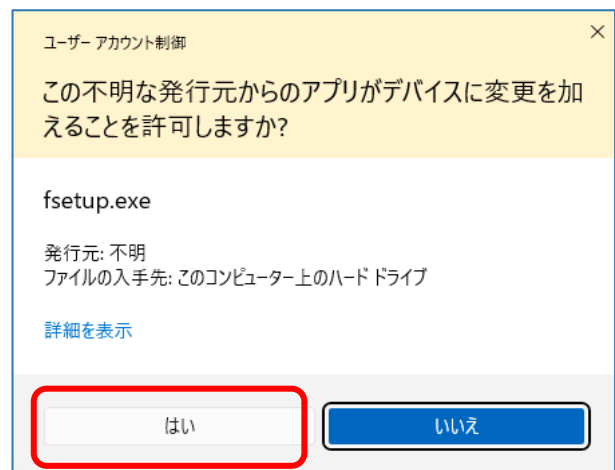 ユーザー アカウント制御
この不明な発行元からのアプリがデバイスに変更を加
えることを許可しますか?
fsetup.exe
発行元: 不明
ファイルの入手先: このコンピューター上のハード ドライブ
詳細を表示
はい
いいえ